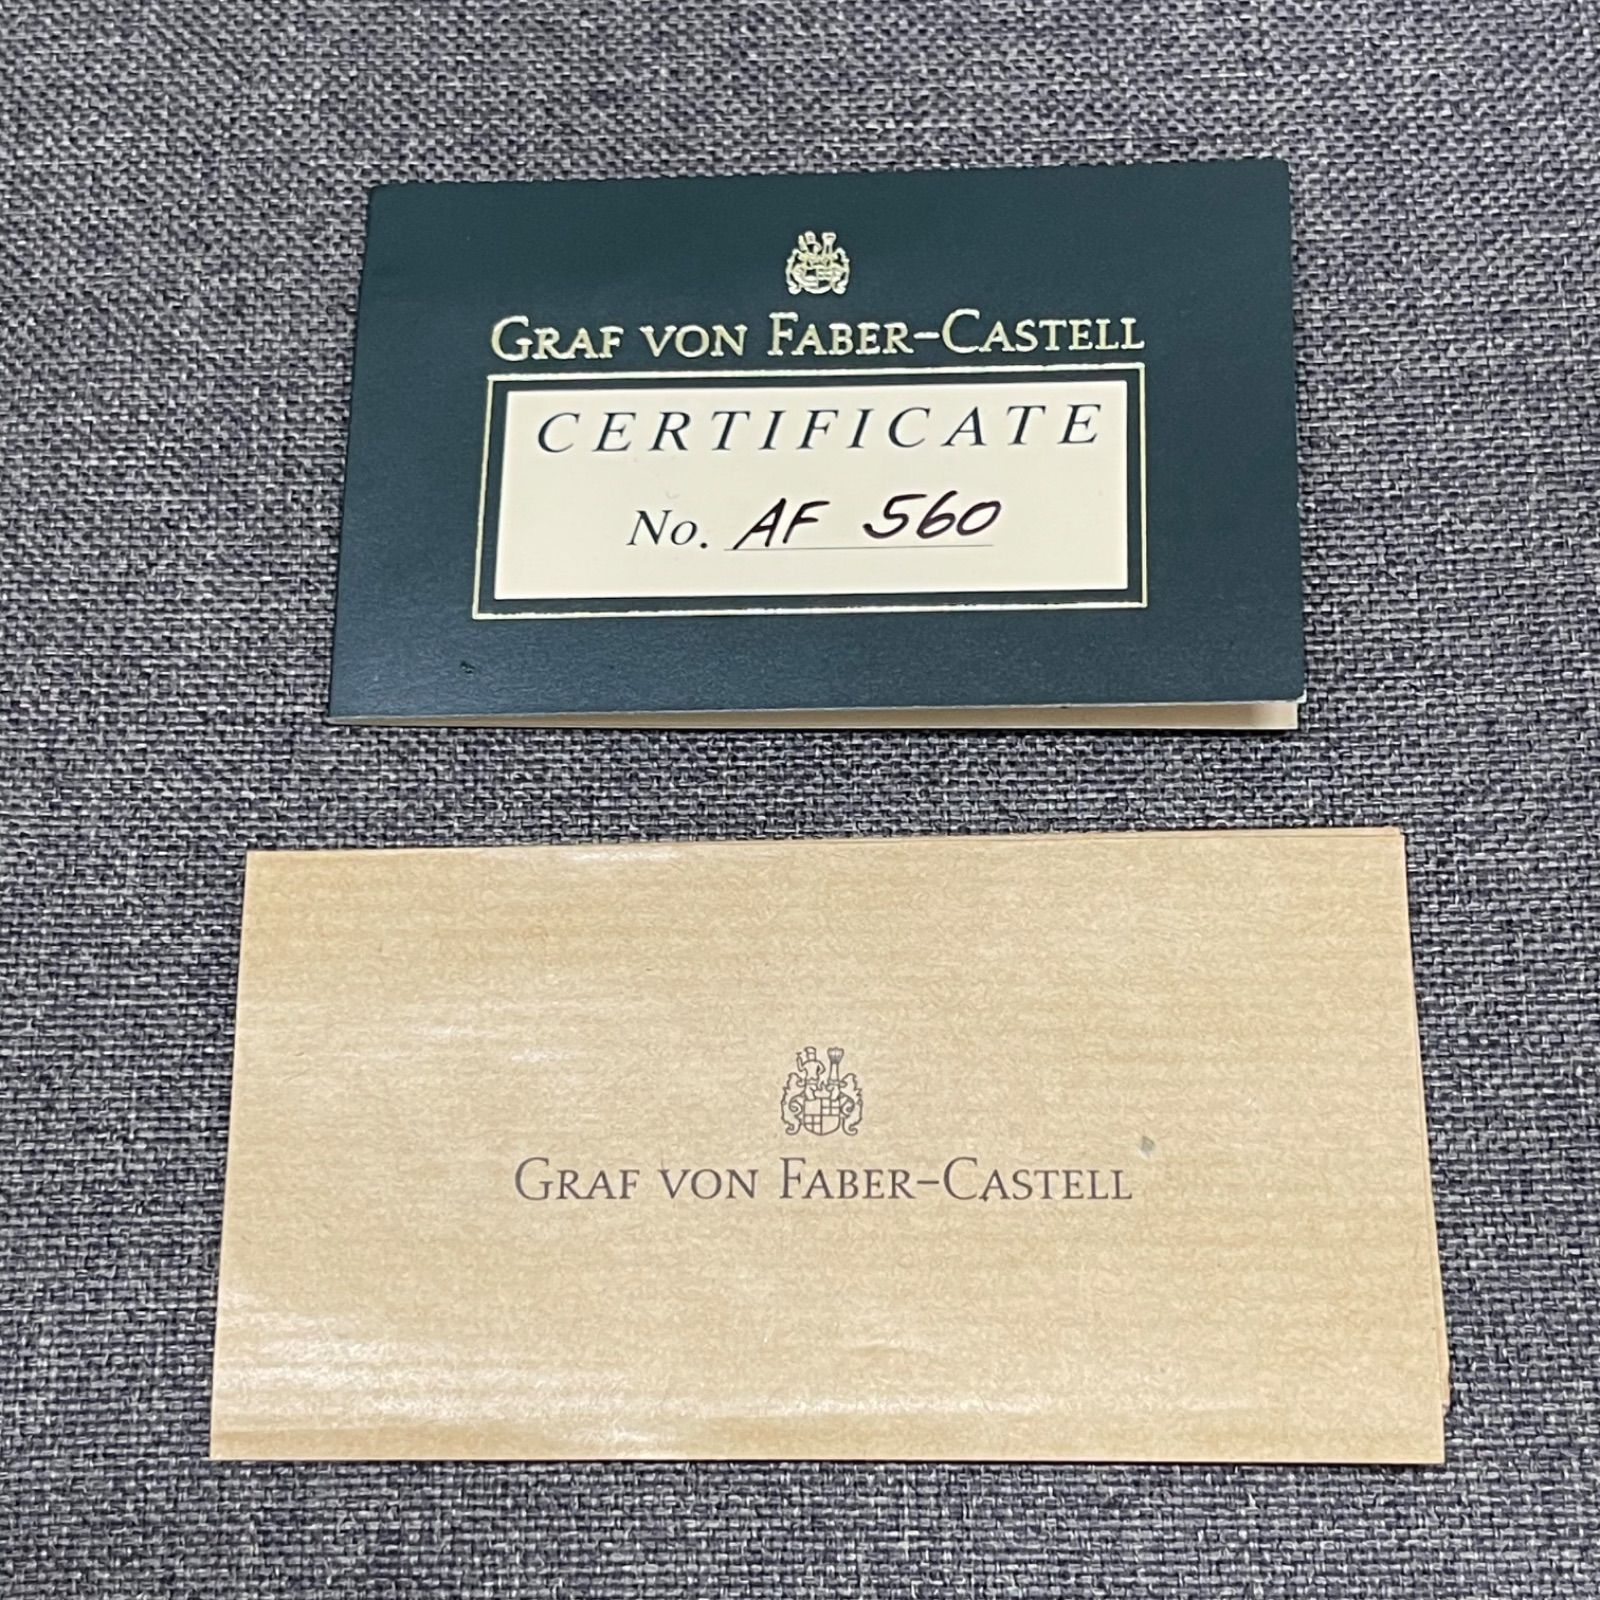 GRAF VON FABER-CASTELL
CERTIFICATE
No. AF 560
GRAF VON FABER-CASTELL